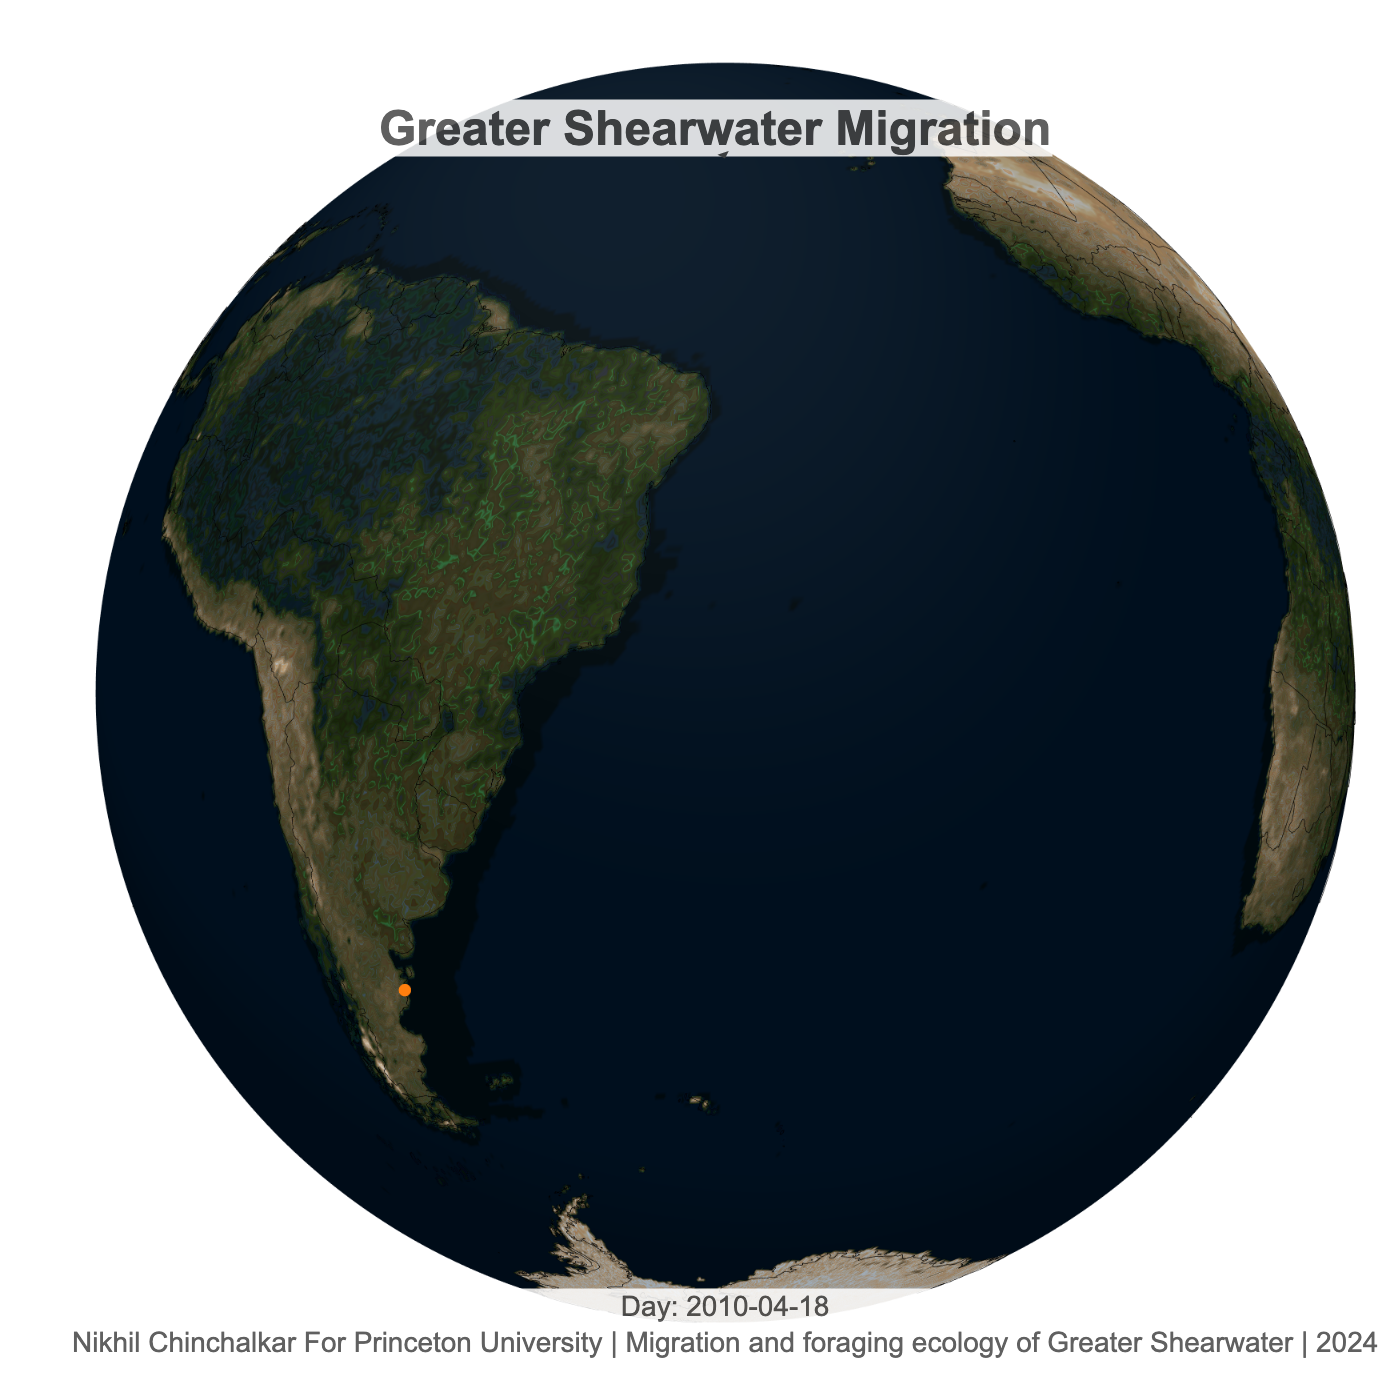 Greater Shearwater Migration
Day: 2010-04-18
Nikhil Chinchalkar For Princeton University | Migration and foraging ecology of Greater Shearwater | 2024